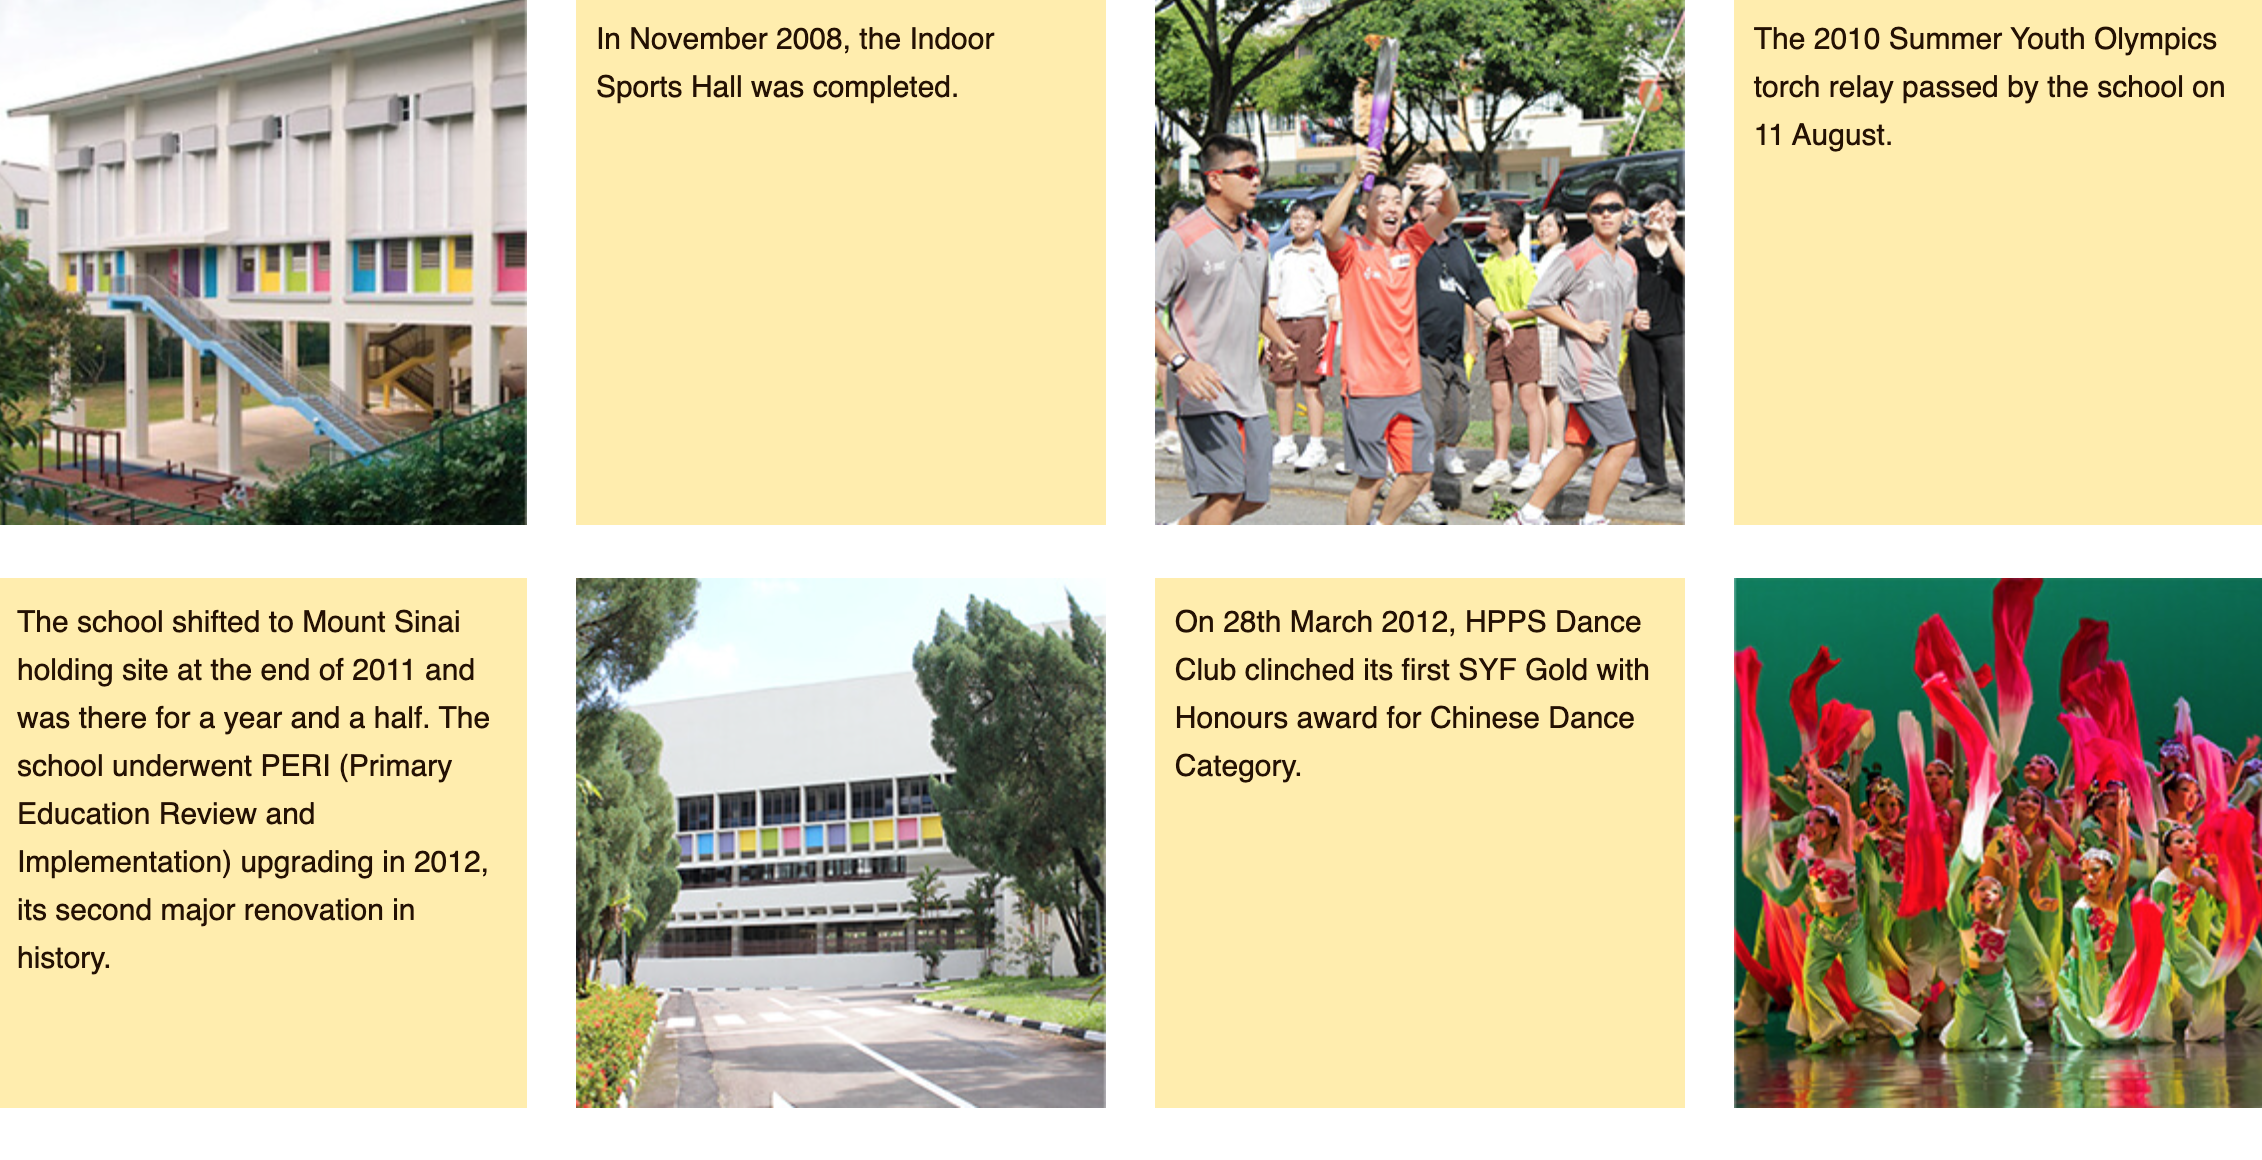 In November 2008, the Indoor
Sports Hall was completed.
The 2010 Summer Youth Olympics
torch relay passed by the school on
11 August.
The school shifted to Mount Sinai
holding site at the end of 2011 and
was there for a year and a half. The
school underwent PERI (Primary
Education Review and
Implementation) upgrading in 2012,
its second major renovation in
history.
On 28th March 2012, HPPS Dance
Club clinched its first SYF Gold with
Honours award for Chinese Dance
Category.